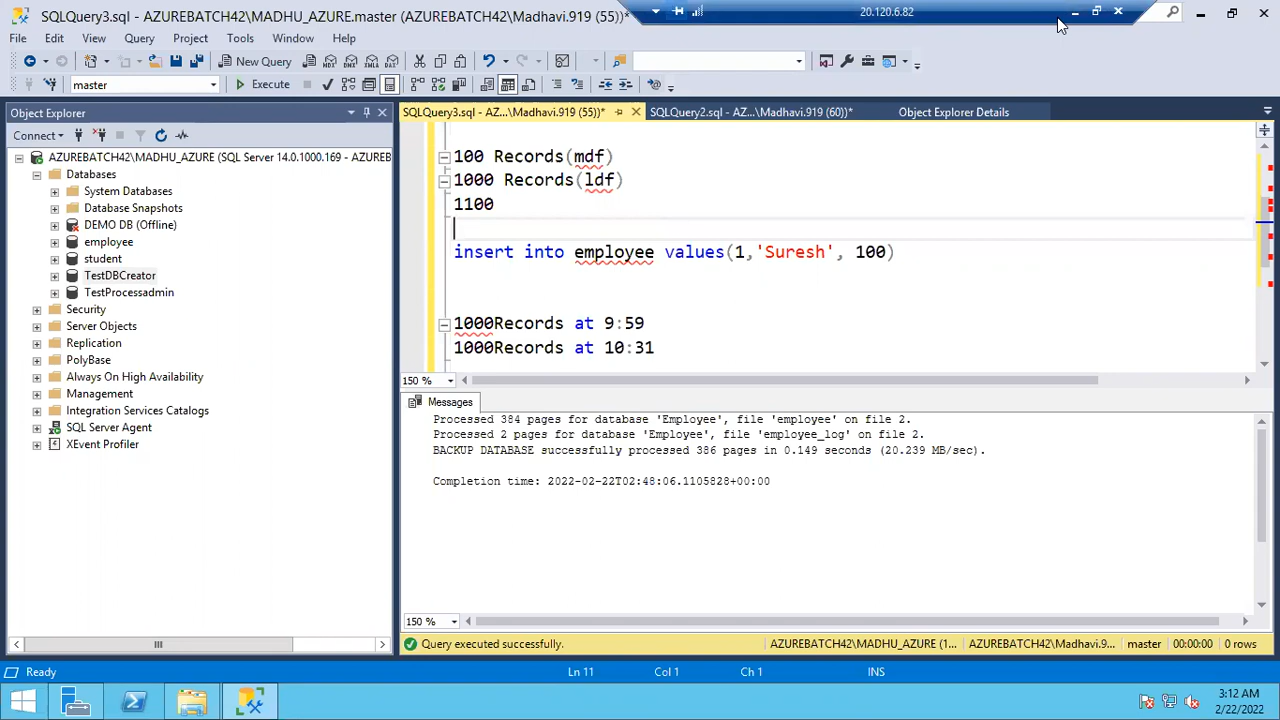 SQLQuery3.sql - AZUREBATCH42\MADHU_AZURE.master (AZUREBATCH42\Madhavi.919 (55))*
20.120.6.82
File Edit View Query Project Tools Window Help
New Query
MDX DMX XMLA DAX
master
Execute
Object Explorer
SQLQuery3.sql - AZ...\Madhavi.919 (55))*
SQLQuery2.sql - AZ...\Madhavi.919 (60))*
Object Explorer Details
Connect
AZUREBATCH42\MADHU_AZURE (SQL Server 14.0.1000.169 - AZUREB
Databases
System Databases
Database Snapshots
DEMO DB (Offline)
employee
student
TestDBCreator
TestProcessadmin
Security
Server Objects
Replication
PolyBase
Always On High Availability
Management
Integration Services Catalogs
SQL Server Agent
XEvent Profiler
100 Records(mdf)
1000 Records(ldf)
1100
insert into employee values(1,'Suresh', 100)
1000Records at 9:59
1000Records at 10:31
150 %
Messages
Processed 384 pages for database 'Employee', file 'employee' on file 2.
Processed 2 pages for database 'Employee', file 'employee_log' on file 2.
BACKUP DATABASE successfully processed 386 pages in 0.149 seconds (20.239 MB/sec).
Completion time: 2022-02-22T02:48:06.1105828+00:00
150 %
Query executed successfully.
AZUREBATCH42\MADHU_AZURE (1... AZUREBATCH42\Madhavi.9... master 00:00:00 0 rows
Ready
Ln 11 Ch 1 Col 1 INS
3:12 AM
2/22/2022